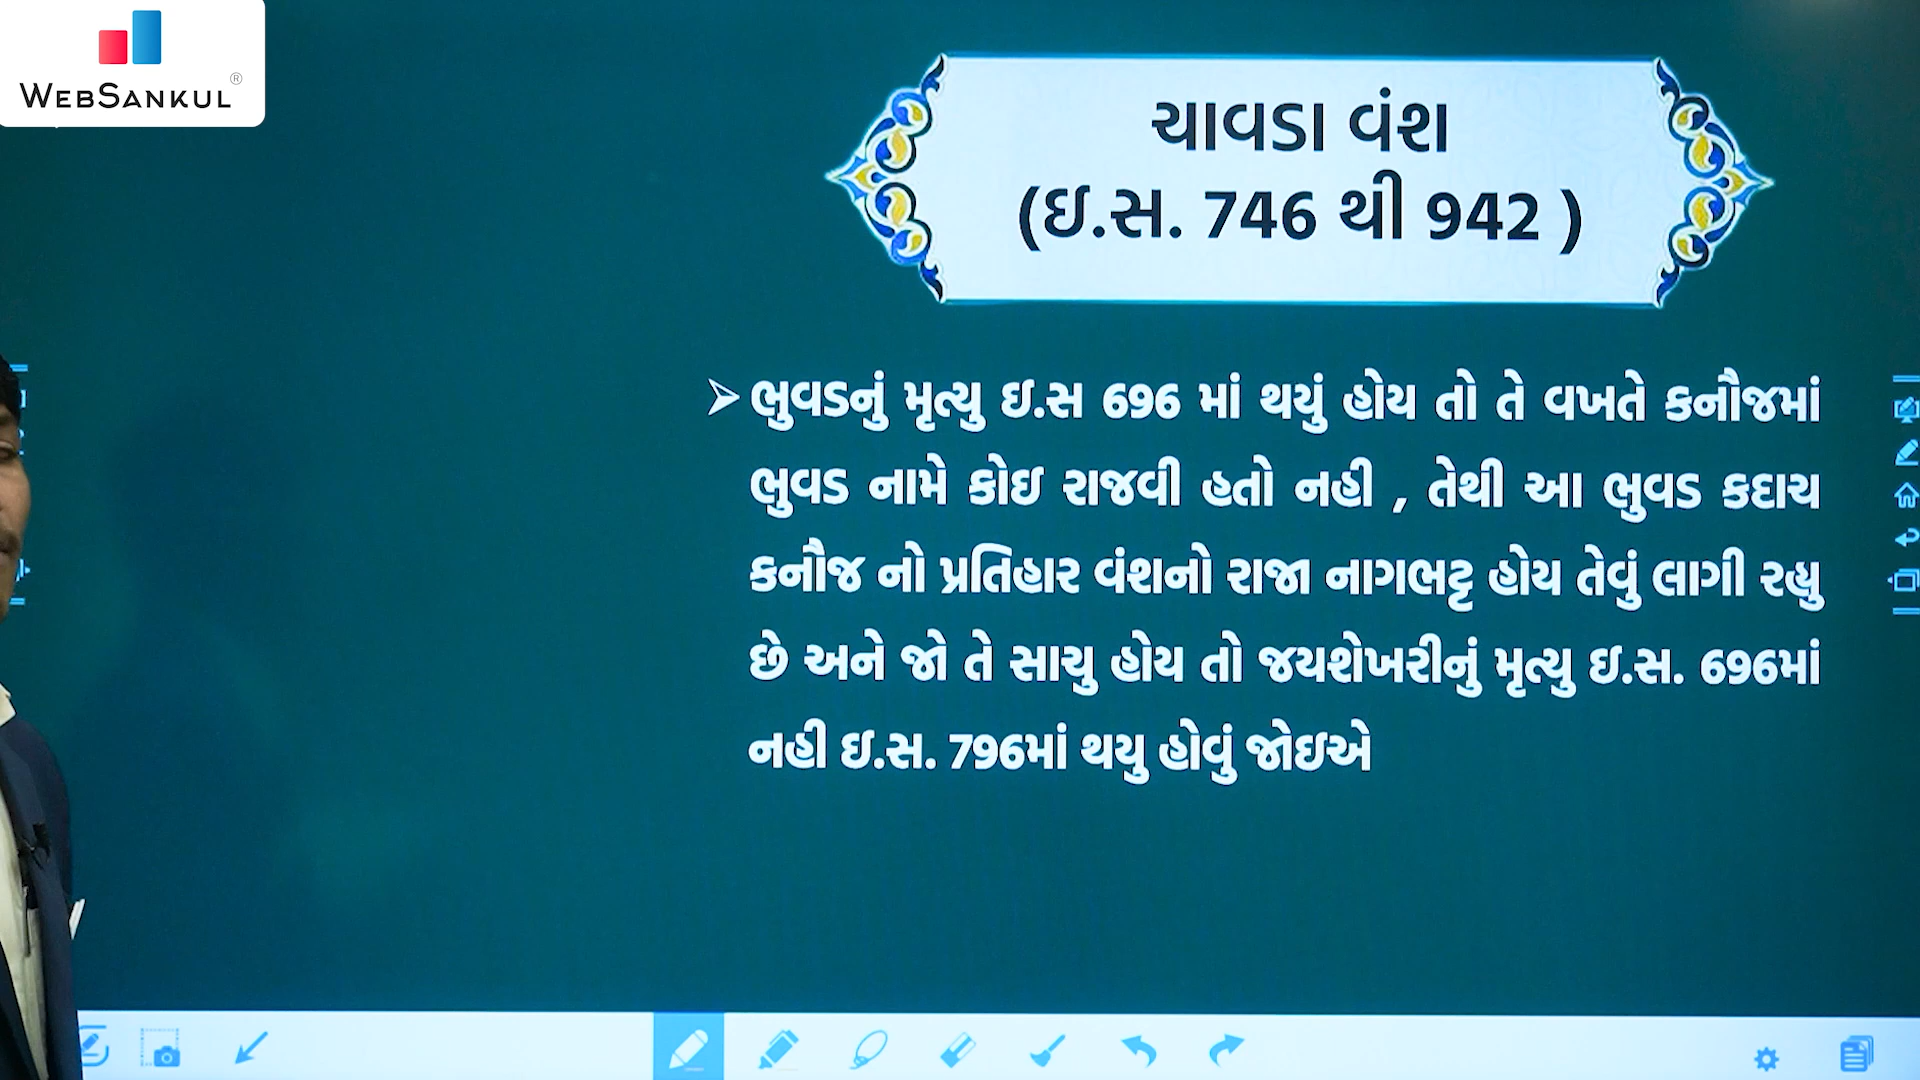 WEBSANKUL®
ચાવડા વંશ
(ઇ.સ. 746 થી 942 )
➢ ભુવડનું મૃત્યુ ઇ.સ 696 માં થયું હોય તો તે વખતે કનૌજમાં
ભુવડ નામે કોઇ રાજવી હતો નહી , તેથી આ ભુવડ કદાચ
કનૌજ નો પ્રતિહાર વંશનો રાજા નાગભટ્ટ હોય તેવું લાગી રહ્યુ
છે અને જો તે સાચુ હોય તો જયશેખરીનું મૃત્યુ ઇ.સ. 696માં
નહી ઇ.સ. 796માં થયુ હોવું જોઇએ